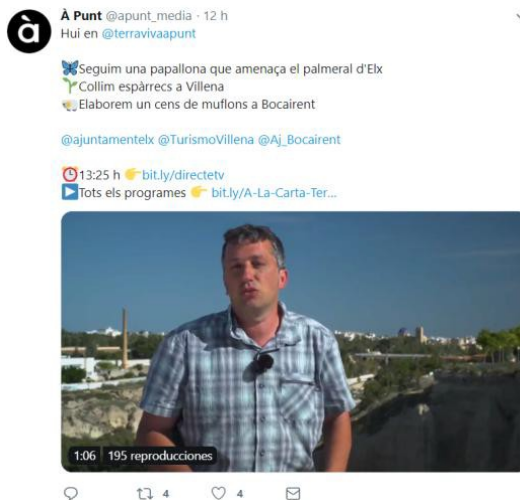 à
À Punt @apunt_media · 12 h
Hui en @terravivaapunt
Seguim una papallona que amenaça el palmeral d'Elx
Collim espàrrecs a Villena
Elaborem un cens de muflons a Bocairent
@ajuntamentelx @TurismoVillena @Aj_Bocairent
13:25 h bit.ly/directetv
Tots els programes bit.ly/A-La-Carta-Ter...
1:06 195 reproducciones
4 4